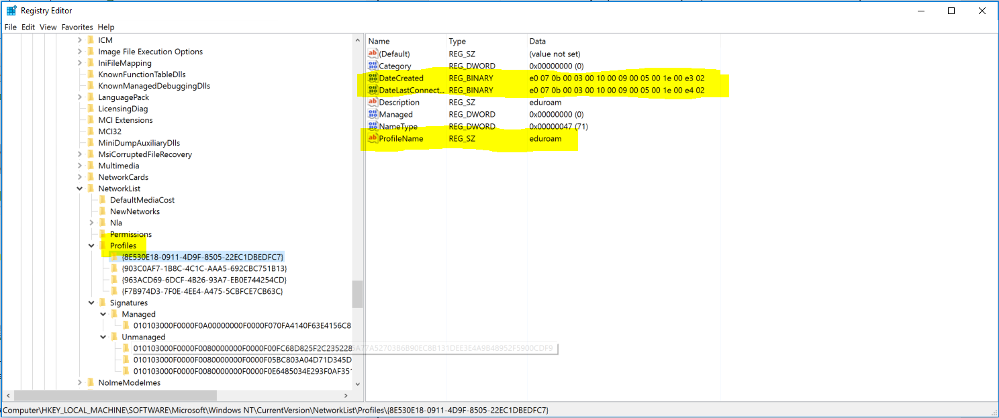 Registry Editor
File Edit View Favorites Help
ICM
Image File Execution Options
IniFileMapping
KnownFunctionTableDlls
KnownManagedDebuggingDlls
LanguagePack
LicensingDiag
MCI Extensions
MCI32
MiniDumpAuxiliaryDlls
MsiCorruptedFileRecovery
Multimedia
NetworkCards
NetworkList
DefaultMediaCost
NewNetworks
Nla
Permissions
Profiles
{8E530E18-0911-4D9F-8505-22EC1DBEDFC7}
{903C0AF7-1B8C-4C1C-AAA5-692CBC751B13}
{963ACD69-6DCF-4B26-93A7-EB0E744254CD}
{F7B974D3-7F0E-4EE4-A475-5CBFCE7CB63C}
Signatures
Managed
010103000F0000F0A00000000F0000F070FA4140F63E4156C8
Unmanaged
010103000F0000F0080000000F0000F00FC68D825F2C235228
010103000F0000F0080000000F0000F05BC803A04D71D345D
010103000F0000F0080000000F0000F0E6485034E293F0AF351
NoImeModeImes
Name Type Data
(Default) REG_SZ (value not set)
Category REG_DWORD 0x00000000 (0)
DateCreated REG_BINARY e0 07 0b 00 03 00 10 00 09 00 05 00 1e 00 e3 02
DateLastConnect... REG_BINARY e0 07 0b 00 03 00 10 00 09 00 05 00 1e 00 e4 02
Description REG_SZ eduroam
Managed REG_DWORD 0x00000000 (0)
NameType REG_DWORD 0x00000047 (71)
ProfileName REG_SZ eduroam
Computer\HKEY_LOCAL_MACHINE\SOFTWARE\Microsoft\Windows NT\CurrentVersion\NetworkList\Profiles\{8E530E18-0911-4D9F-8505-22EC1DBEDFC7}